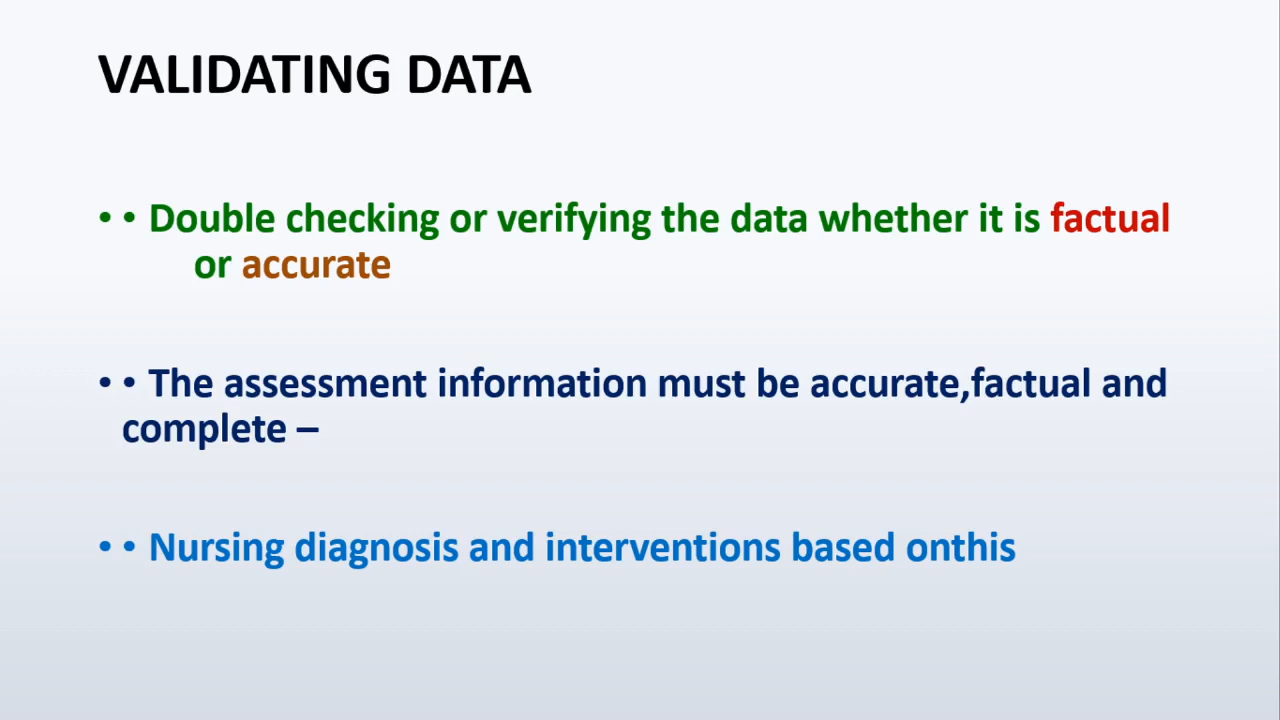 VALIDATING DATA
• • Double checking or verifying the data whether it is factual
or accurate
• • The assessment information must be accurate,factual and
complete –
• • Nursing diagnosis and interventions based onthis